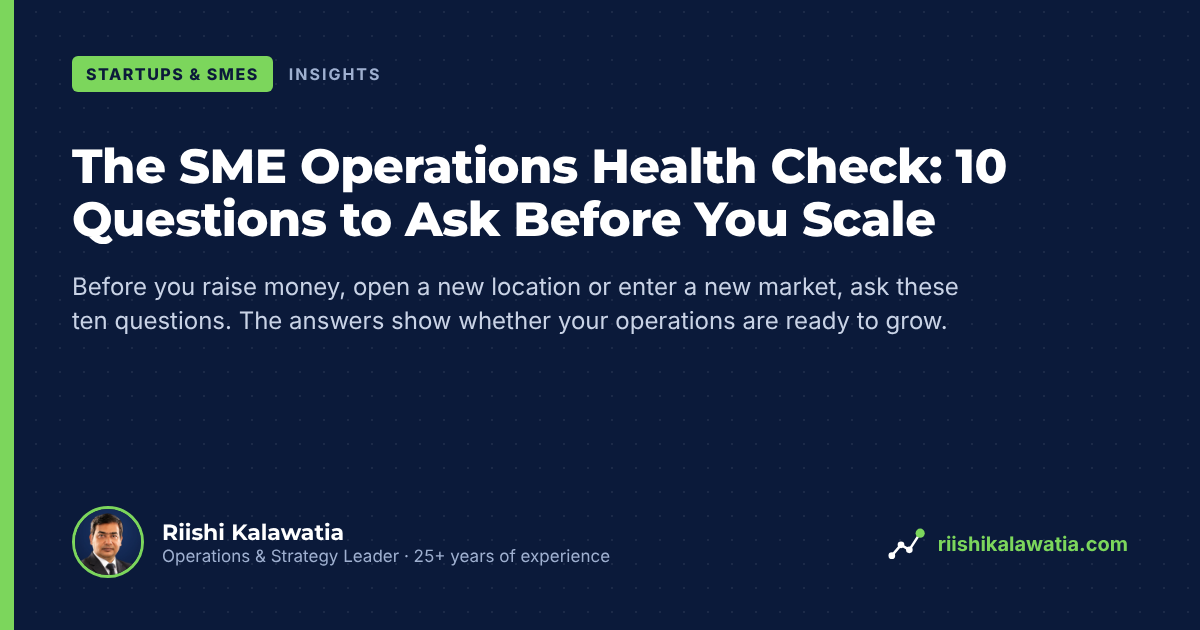 STARTUPS & SMES INSIGHTS
The SME Operations Health Check: 10
Questions to Ask Before You Scale
Before you raise money, open a new location or enter a new market, ask these
ten questions. The answers show whether your operations are ready to grow.
Riishi Kalawatia
Operations & Strategy Leader · 25+ years of experience
riishikalawatia.com